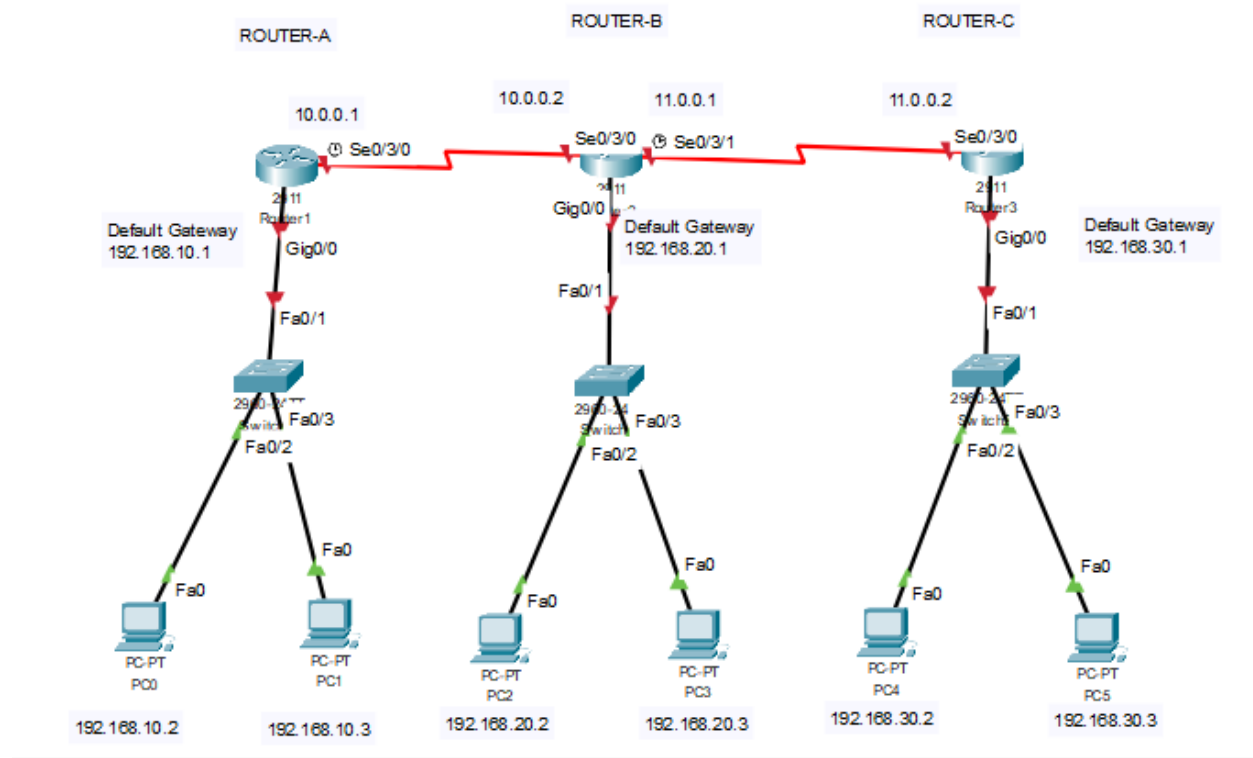 ROUTER-A
ROUTER-B
ROUTER-C
10.0.0.1
10.0.0.2
11.0.0.1
11.0.0.2
Se0/3/0
Se0/3/0
Se0/3/1
Se0/3/0
2911
Router1
11
2911
Router3
Default Gateway
192.168.10.1
Gig0/0
Gig0/0
Default Gateway
192.168.20.1
Gig0/0
Default Gateway
192.168.30.1
Fa0/1
Fa0/1
Fa0/1
Fa0/3
Fa0/2
Switch
Fa0/3
Fa0/2
Fa0/3
Fa0/2
Fa0
Fa0
Fa0
Fa0
Fa0
Fa0
PC-PT
PC0
PC-PT
PC1
PC-PT
PC2
PC-PT
PC3
PC-PT
PC4
PC-PT
PC5
192.168.10.2
192.168.10.3
192.168.20.2
192.168.20.3
192.168.30.2
192.168.30.3